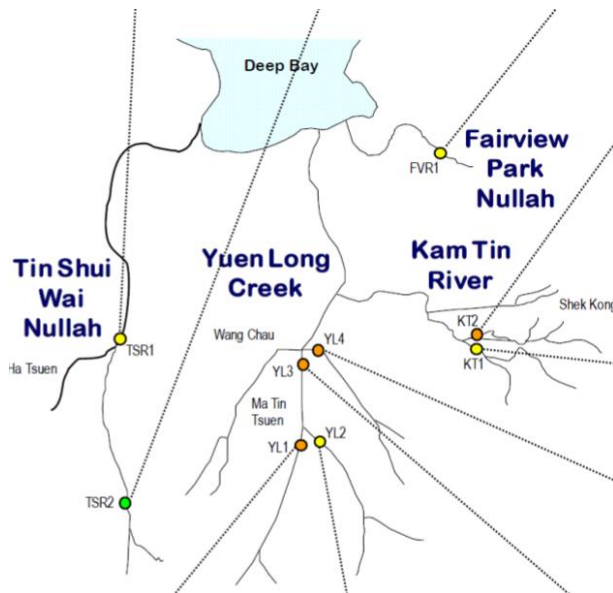 Deep Bay
Fairview
Park
Nullah
FVR1
Tin Shui
Wai
Nullah
Yuen Long
Creek
Kam Tin
River
Shek Kong
KT2
KT1
Wang Chau
YL4
YL3
TSR1
Ha Tsuen
Ma Tin
Tsuen
YL1
YL2
TSR2